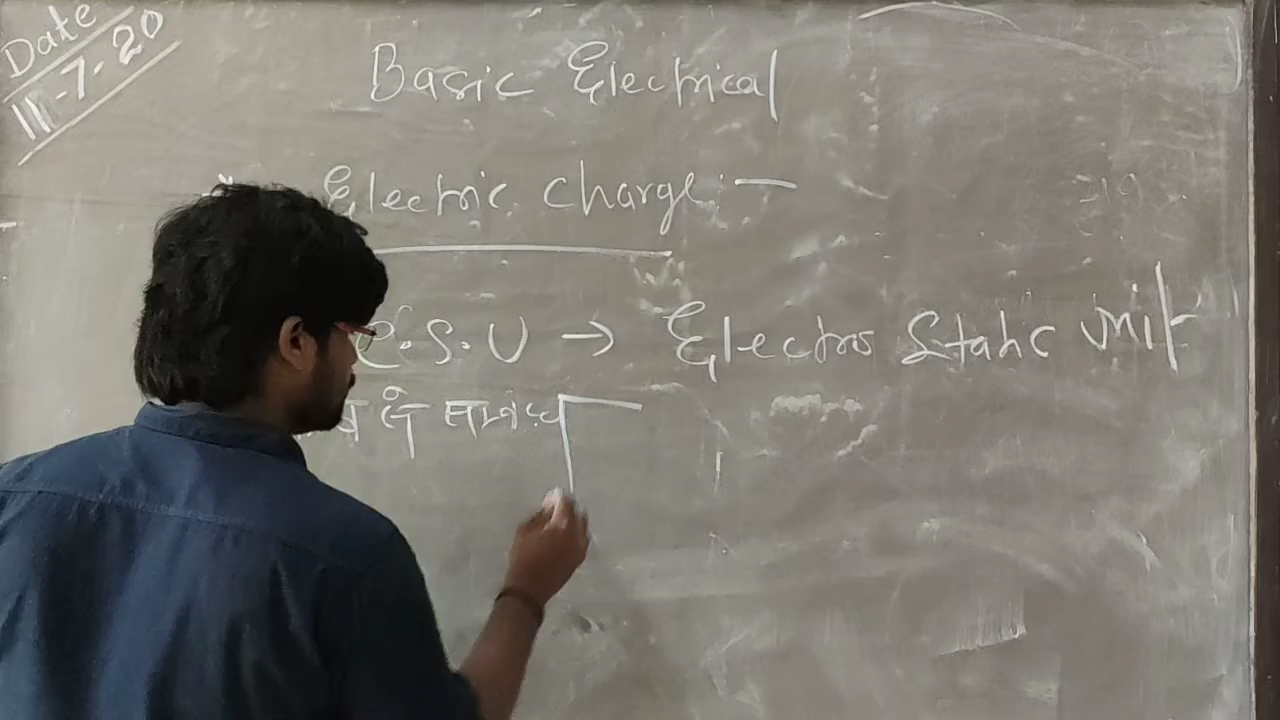 Date
11-7-20
Basic Electrical
Electric charge:-
e.s.U → Electro Static Unit